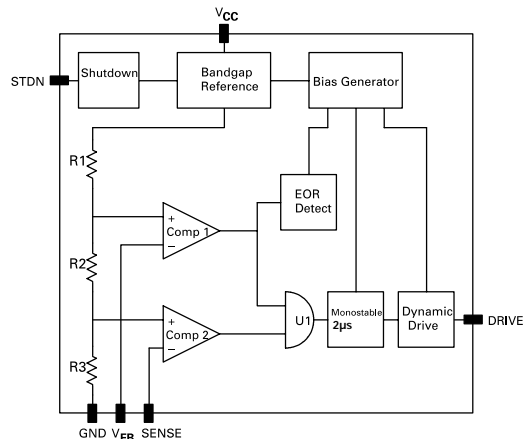 VCC
STDN
Shutdown
Bandgap
Reference
Bias Generator
R1
EOR
Detect
+
Comp 1
−
R2
U1
Monostable
2µs
Dynamic
Drive
DRIVE
+
Comp 2
−
R3
GND
VFB
SENSE